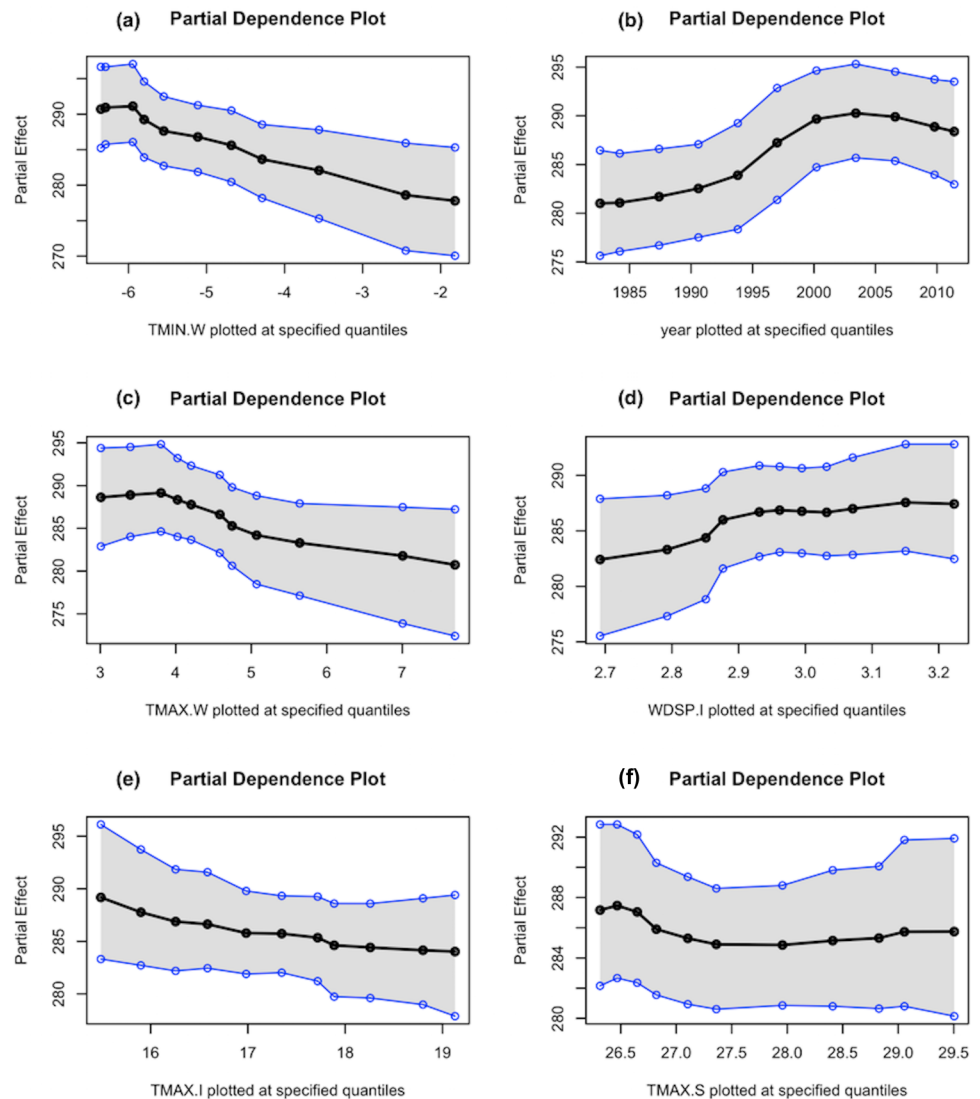 (a) Partial Dependence Plot
Partial Effect
290
280
270
-6 -5 -4 -3 -2
TMIN.W plotted at specified quantiles
(b) Partial Dependence Plot
Partial Effect
295
290
285
280
275
1985 1990 1995 2000 2005 2010
year plotted at specified quantiles
(c) Partial Dependence Plot
Partial Effect
295
290
285
280
275
3 4 5 6 7
TMAX.W plotted at specified quantiles
(d) Partial Dependence Plot
Partial Effect
290
285
280
275
2.7 2.8 2.9 3.0 3.1 3.2
WDSP.I plotted at specified quantiles
(e) Partial Dependence Plot
Partial Effect
295
290
285
280
16 17 18 19
TMAX.I plotted at specified quantiles
(f) Partial Dependence Plot
Partial Effect
292
288
284
280
26.5 27.0 27.5 28.0 28.5 29.0 29.5
TMAX.S plotted at specified quantiles